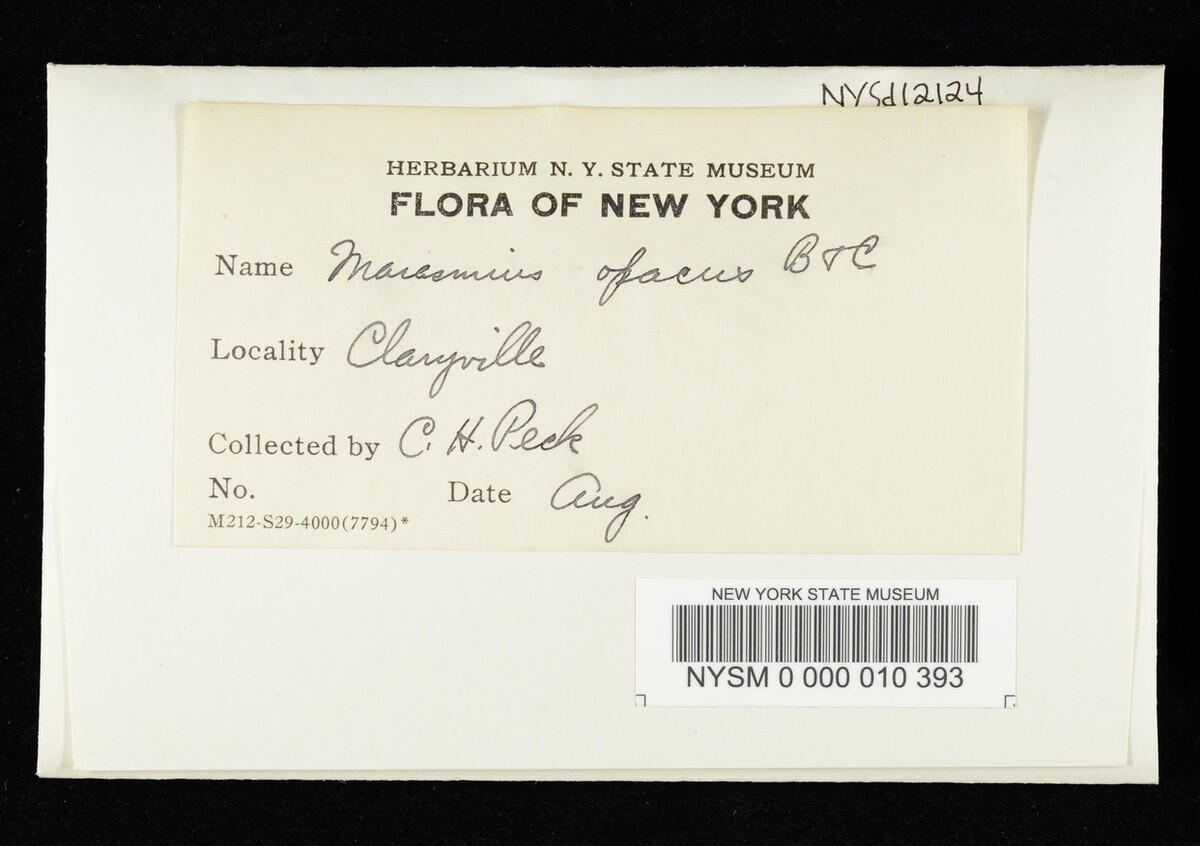 NYSd12124
HERBARIUM N. Y. STATE MUSEUM
FLORA OF NEW YORK
Name Marasmius opacus B & C
Locality Claryville
Collected by C. H. Peck
No. Date Aug.
M212-S29-4000(7794)*
NEW YORK STATE MUSEUM
NYSM 0 000 010 393